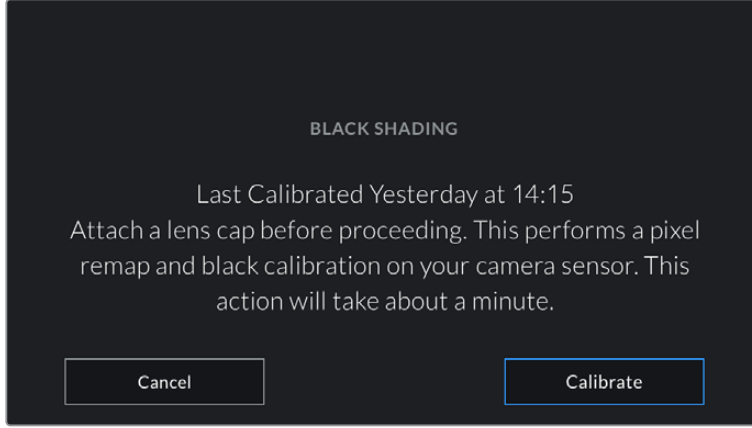 BLACK SHADING
Last Calibrated Yesterday at 14:15
Attach a lens cap before proceeding. This performs a pixel
remap and black calibration on your camera sensor. This
action will take about a minute.
Cancel
Calibrate